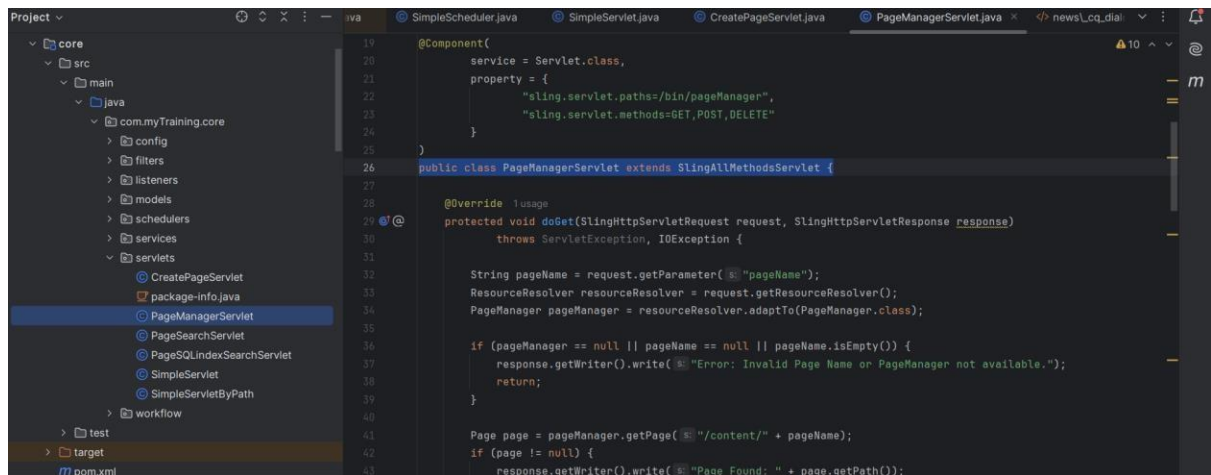 Project
core
src
main
java
com.myTraining.core
config
filters
listeners
models
schedulers
services
servlets
CreatePageServlet
package-info.java
PageManagerServlet
PageSearchServlet
PageSQLindexSearchServlet
SimpleServlet
SimpleServletByPath
workflow
test
target
pom.xml
ava SimpleScheduler.java SimpleServlet.java CreatePageServlet.java PageManagerServlet.java news\_cq_dial
10
19 @Component(
20 service = Servlet.class,
21 property = {
22 "sling.servlet.paths=/bin/pageManager",
23 "sling.servlet.methods=GET,POST,DELETE"
24 }
25 )
26 public class PageManagerServlet extends SlingAllMethodsServlet {
27
28 @Override 1 usage
29 protected void doGet(SlingHttpServletRequest request, SlingHttpServletResponse response)
30 throws ServletException, IOException {
31
32 String pageName = request.getParameter( s: "pageName");
33 ResourceResolver resourceResolver = request.getResourceResolver();
34 PageManager pageManager = resourceResolver.adaptTo(PageManager.class);
35
36 if (pageManager == null || pageName == null || pageName.isEmpty()) {
37 response.getWriter().write( s: "Error: Invalid Page Name or PageManager not available.");
38 return;
39 }
40
41 Page page = pageManager.getPage( s: "/content/" + pageName);
42 if (page != null) {
43 response.getWriter().write( s: "Page Found: " + page.getPath());